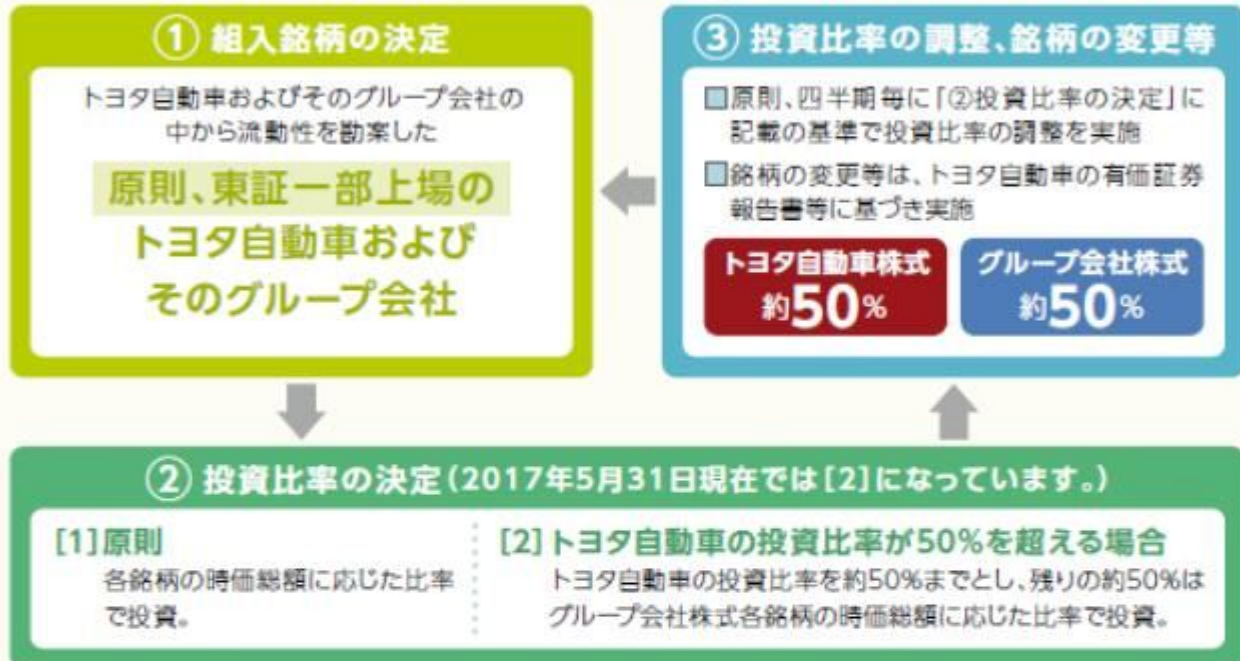 ① 組入銘柄の決定
トヨタ自動車およびそのグループ会社の
中から流動性を勘案した
原則、東証一部上場の
トヨタ自動車および
そのグループ会社
② 投資比率の決定(2017年5月31日現在では[2]になっています。)
[1]原則
各銘柄の時価総額に応じた比率
で投資。
[2]トヨタ自動車の投資比率が50%を超える場合
トヨタ自動車の投資比率を約50%までとし、残りの約50%は
グループ会社株式各銘柄の時価総額に応じた比率で投資。
③ 投資比率の調整、銘柄の変更等
原則、四半期毎に「②投資比率の決定」に
記載の基準で投資比率の調整を実施
銘柄の変更等は、トヨタ自動車の有価証券
報告書等に基づき実施
トヨタ自動車株式
約50%
グループ会社株式
約50%